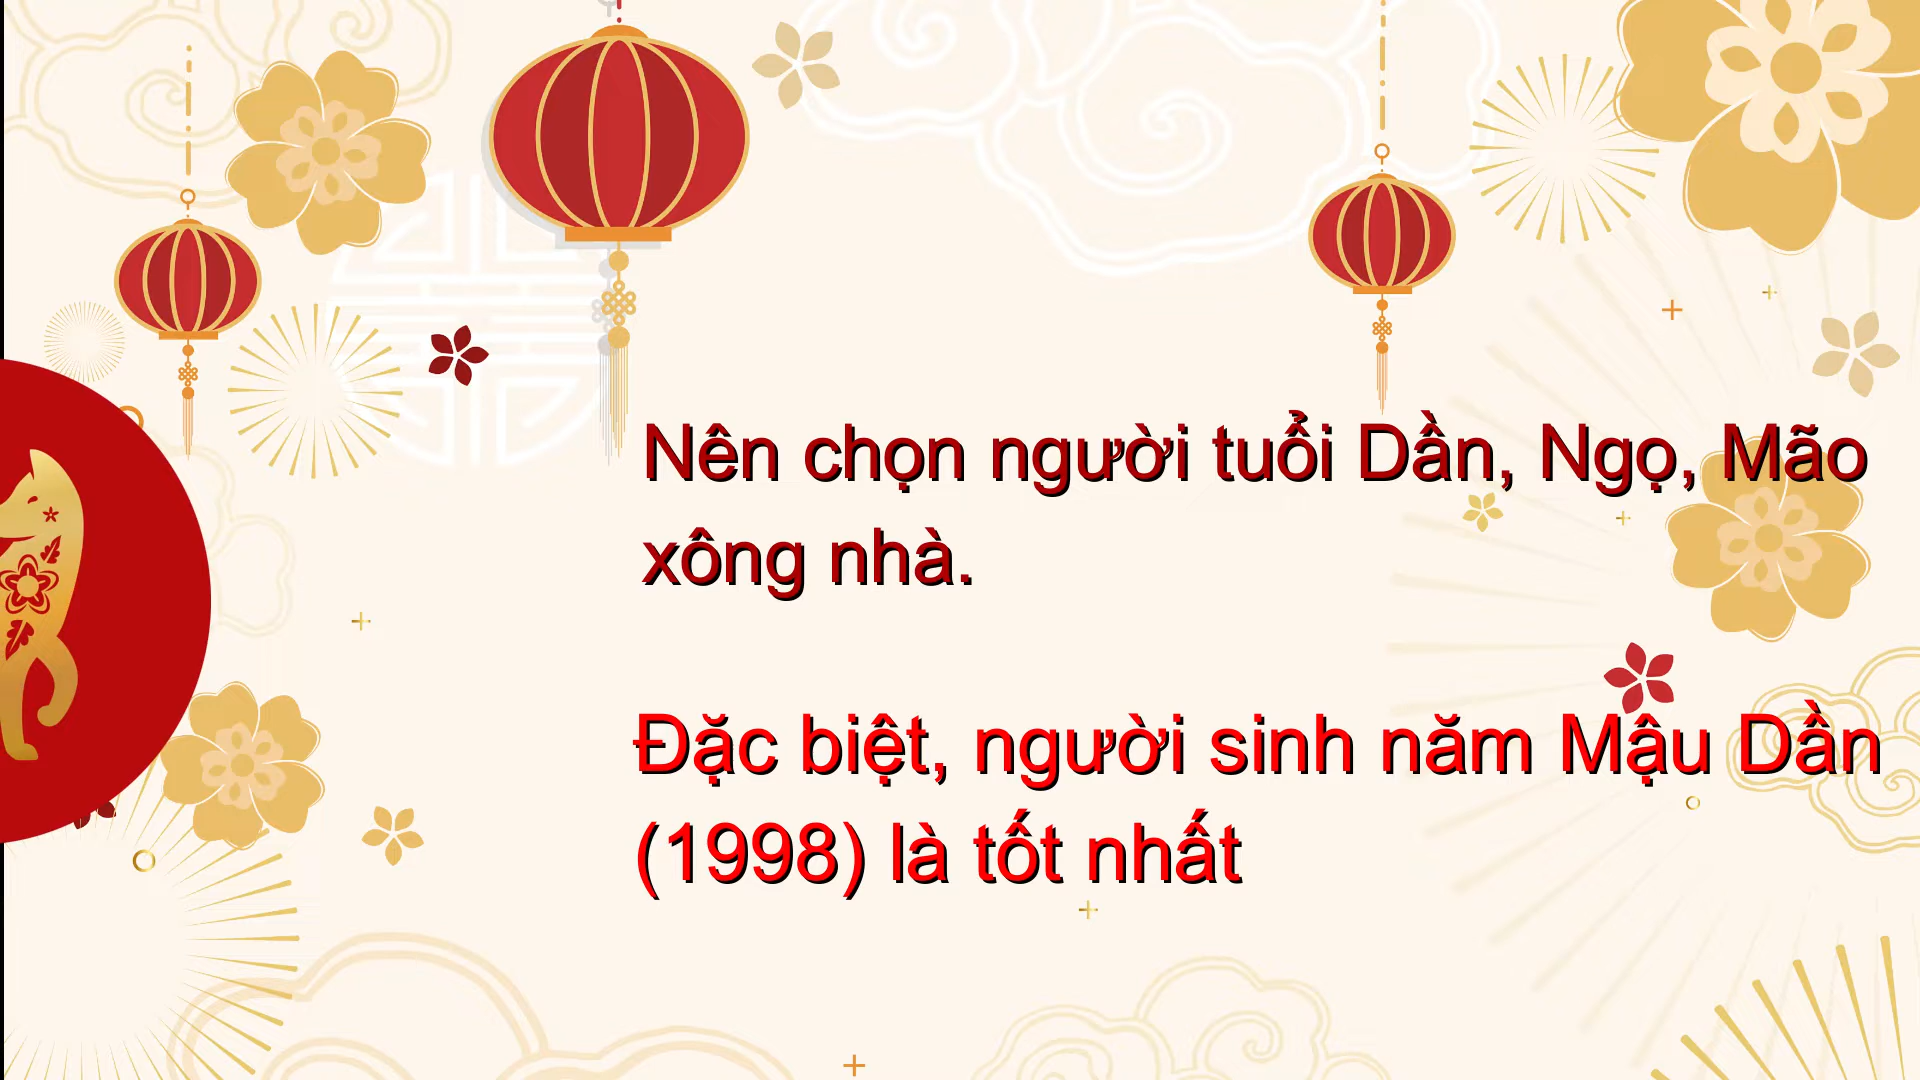 Nên chọn người tuổi Dần, Ngọ, Mão
xông nhà.
Đặc biệt, người sinh năm Mậu Dần
(1998) là tốt nhất